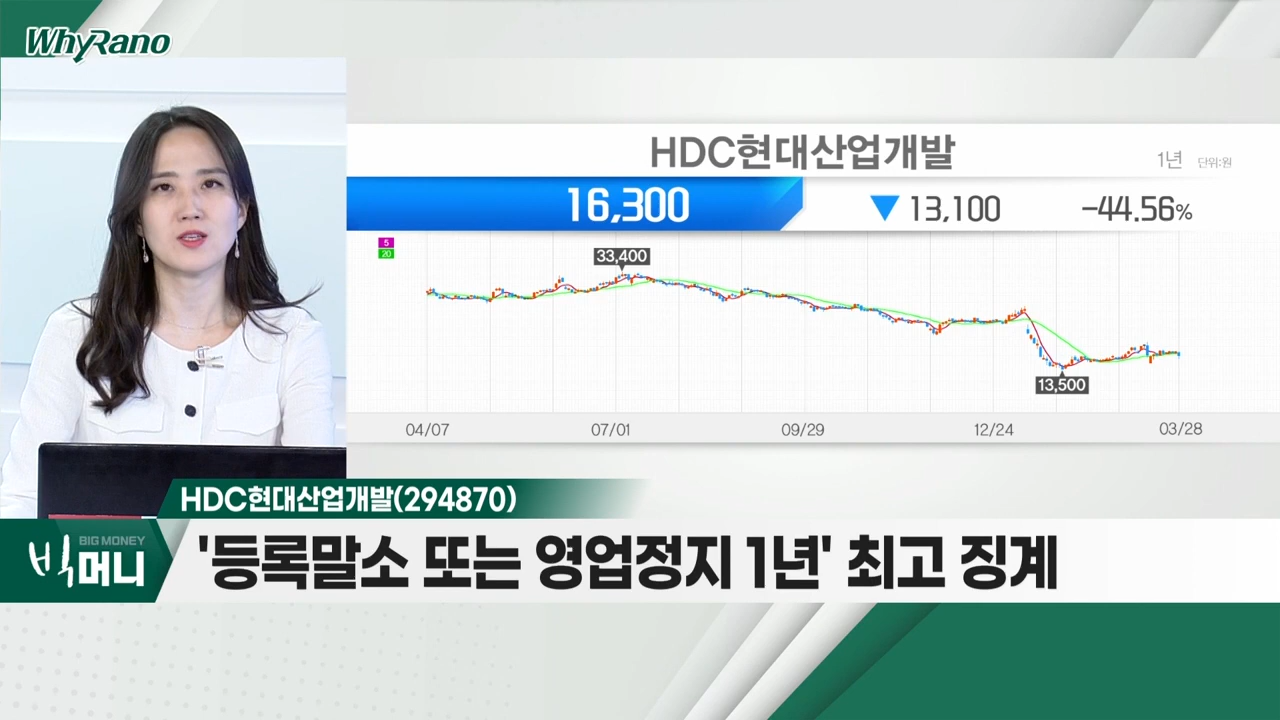 WhyRano
HDC현대산업개발
1년 단위:원
16,300 ▼ 13,100 -44.56%
5
20
33,400
13,500
04/07 07/01 09/29 12/24 03/28
HDC현대산업개발(294870)
BIG MONEY
빅머니
'등록말소 또는 영업정지 1년' 최고 징계